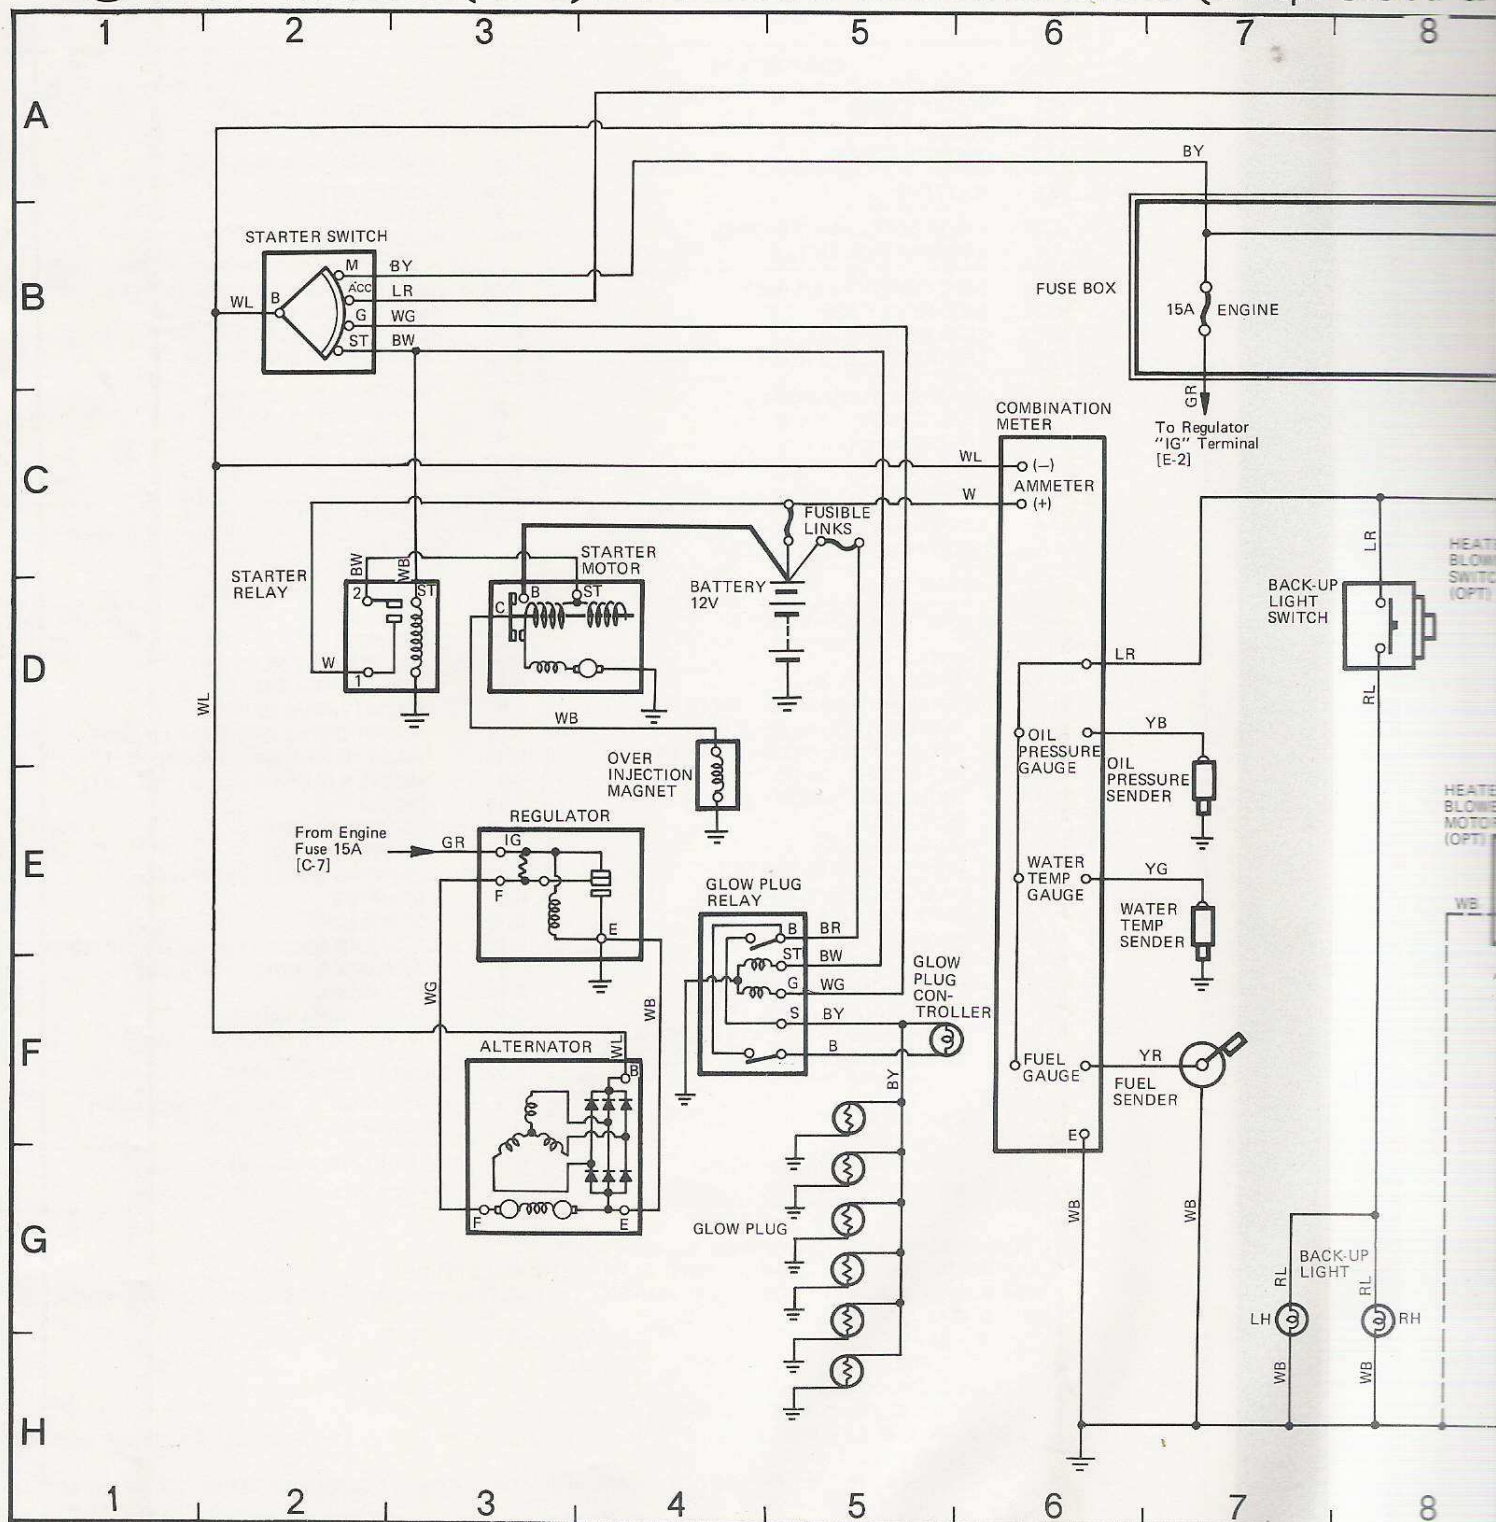 1 2 3 5 6 7 8
A
BY
STARTER SWITCH
M BY
ACC LR
B
WL B
G WG
ST BW
FUSE BOX
15A ENGINE
GR
To Regulator
"IG" Terminal
[E-2]
COMBINATION
METER
C
WL (—)
AMMETER
W (+)
FUSIBLE
LINKS
LR
BW
WB
STARTER
MOTOR
STARTER
RELAY
2 ST
B ST
C
BATTERY
12V
BACK-UP
LIGHT
SWITCH
(OPT)
D
W
1
LR
RL
WL
WB
YB
OIL
PRESSURE
GAUGE
OIL
PRESSURE
SENDER
OVER
INJECTION
MAGNET
REGULATOR
From Engine
Fuse 15A
[C-7]
GR IG
E
F
E
WATER
TEMP
GAUGE
YG
(OPT)
GLOW PLUG
RELAY
WATER
TEMP
SENDER
WB
B BR
ST BW
G WG
S BY
B
GLOW
PLUG
CON-
TROLLER
WG
WB
F
ALTERNATOR
WL
B
BY
FUEL
GAUGE
YR
FUEL
SENDER
E
G
F E
GLOW PLUG
WB
WB
BACK-UP
LIGHT
RL
RL
LH
RH
WB
WB
H
1 2 3 4 5 6 7 8